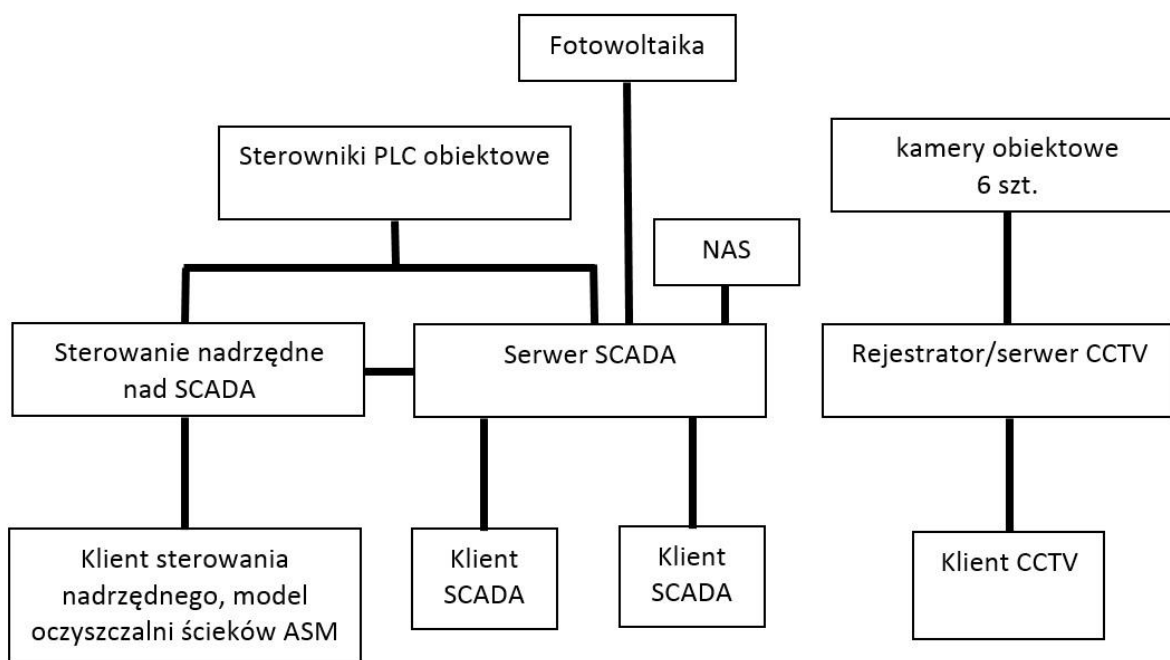 Fotowoltaika
Sterowniki PLC obiektowe
kamery obiektowe
6 szt.
NAS
Sterowanie nadrzędne
nad SCADA
Serwer SCADA
Rejestrator/serwer CCTV
Klient sterowania
nadrzędnego, model
oczyszczalni ścieków ASM
Klient
SCADA
Klient
SCADA
Klient CCTV